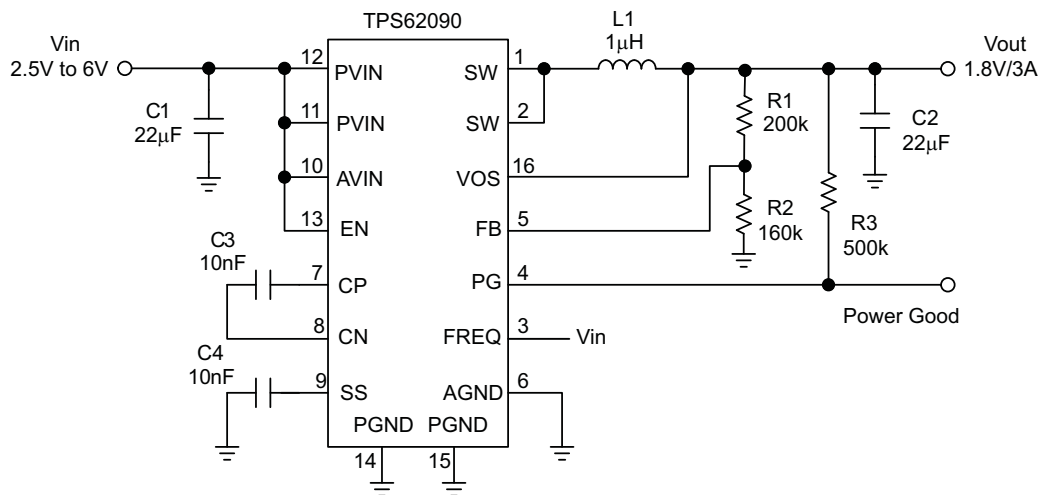 TPS62090
L1
1μH
Vin
2.5V to 6V
Vout
1.8V/3A
12
PVIN
SW
1
11
PVIN
SW
2
10
AVIN
VOS
16
13
EN
FB
5
7
CP
PG
4
8
CN
FREQ
3
Vin
9
SS
AGND
6
PGND
PGND
14
15
C1
22μF
R1
200k
C2
22μF
R2
160k
R3
500k
C3
10nF
Power Good
C4
10nF